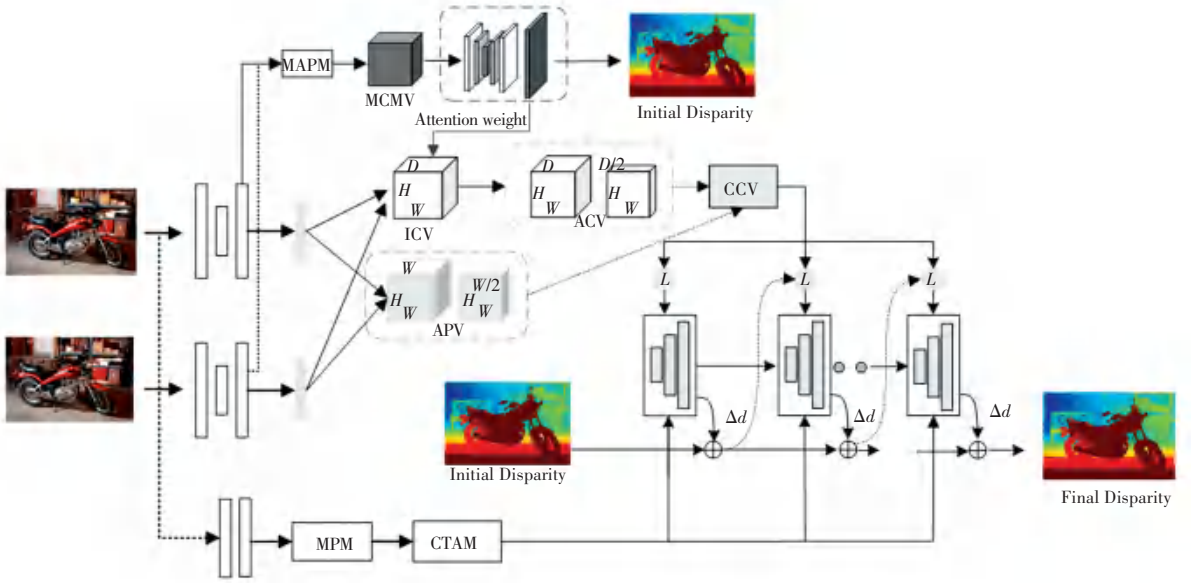 MAPM
MCMV
Initial Disparity
Attention weight
D
H
W
ICV
D
H
W
D/2
H
W
ACV
CCV
W
H
W
W/2
H
W
APV
L
L
L
Δd
Δd
Δd
Initial Disparity
Final Disparity
MPM
CTAM